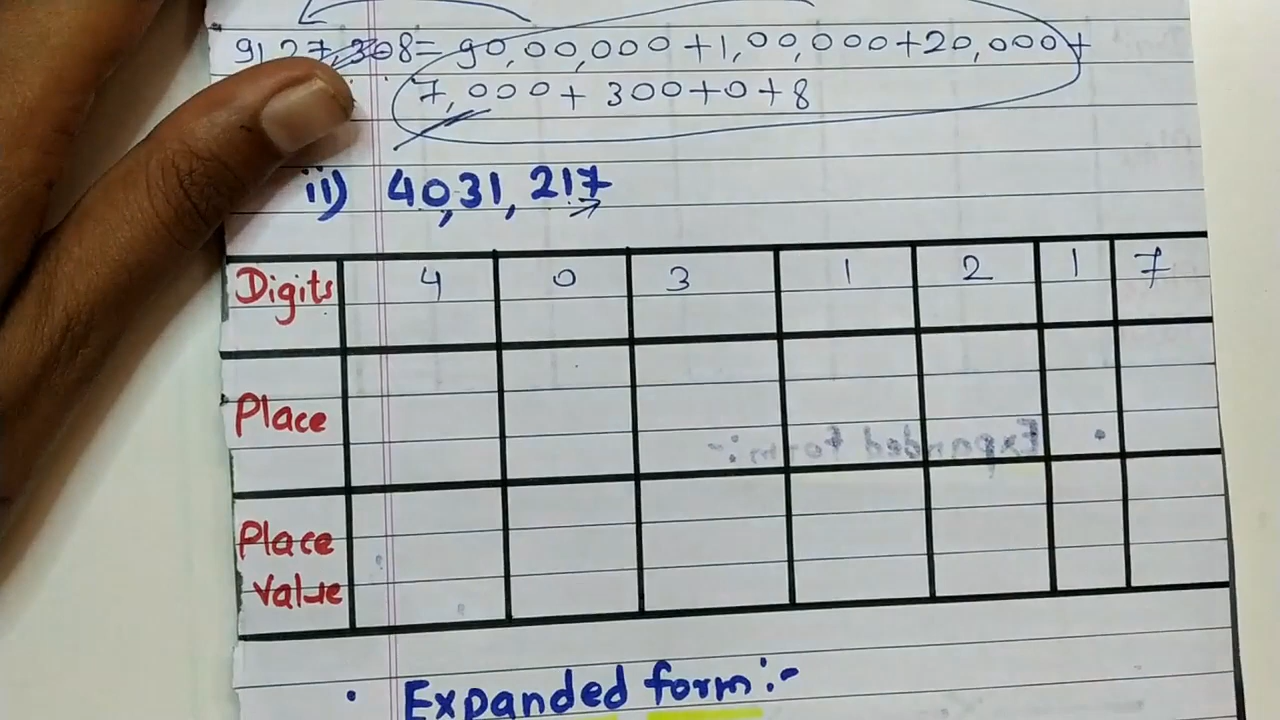 91,27,308= 90,00,000 +1,00,000+20,000+
7,000 + 300+0+8
ii) 40,31, 217
Digits 4 0 3 1 2 1 7
Place
Place
Value
• Expanded form:-